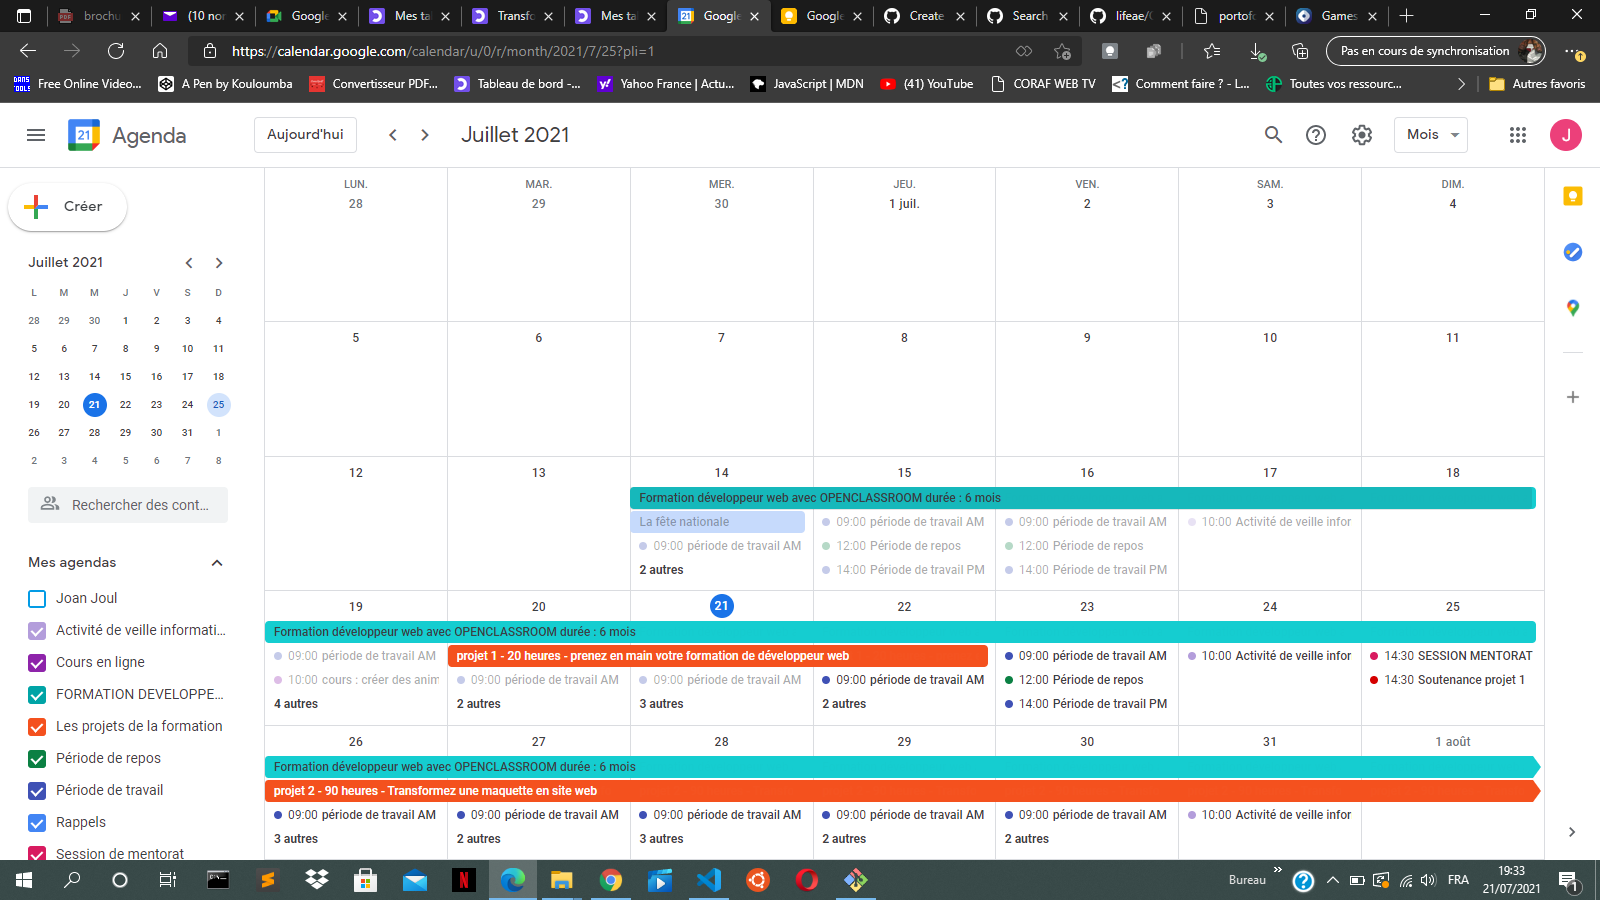 brochu
(10 nor
Google
Mes ta
Transfo
Mes ta
Google
Google
Create
Search
lifeae/
portofo
Games
https://calendar.google.com/calendar/u/0/r/month/2021/7/25?pli=1
Pas en cours de synchronisation
Free Online Video...
A Pen by Kouloumba
Convertisseur PDF...
Tableau de bord -...
Yahoo France | Actu...
JavaScript | MDN
(41) YouTube
CORAF WEB TV
Comment faire ? - L...
Toutes vos ressourc...
Autres favoris
21
Agenda
Aujourd'hui
Juillet 2021
Mois
J
Créer
Juillet 2021
L M M J V S D
28 29 30 1 2 3 4
5 6 7 8 9 10 11
12 13 14 15 16 17 18
19 20 21 22 23 24 25
26 27 28 29 30 31 1
2 3 4 5 6 7 8
Rechercher des cont...
Mes agendas
Joan Joul
Activité de veille informati...
Cours en ligne
FORMATION DEVELOPPE...
Les projets de la formation
Période de repos
Période de travail
Rappels
Session de mentorat
LUN. MAR. MER. JEU. VEN. SAM. DIM.
28 29 30 1 juil. 2 3 4
5 6 7 8 9 10 11
12 13 14 15 16 17 18
Formation développeur web avec OPENCLASSROOM durée : 6 mois
La fête nationale
09:00 période de travail AM
2 autres
09:00 période de travail AM
12:00 Période de repos
14:00 Période de travail PM
09:00 période de travail AM
12:00 Période de repos
14:00 Période de travail PM
10:00 Activité de veille infor
19 20 21 22 23 24 25
Formation développeur web avec OPENCLASSROOM durée : 6 mois
projet 1 - 20 heures - prenez en main votre formation de développeur web
09:00 période de travail AM
10:00 cours : créer des anim
4 autres
09:00 période de travail AM
2 autres
09:00 période de travail AM
3 autres
09:00 période de travail AM
2 autres
09:00 période de travail AM
12:00 Période de repos
14:00 Période de travail PM
10:00 Activité de veille infor
14:30 SESSION MENTORAT
14:30 Soutenance projet 1
26 27 28 29 30 31 1 août
Formation développeur web avec OPENCLASSROOM durée : 6 mois
projet 2 - 90 heures - Transformez une maquette en site web
09:00 période de travail AM
3 autres
09:00 période de travail AM
2 autres
09:00 période de travail AM
3 autres
09:00 période de travail AM
2 autres
09:00 période de travail AM
2 autres
10:00 Activité de veille infor
Bureau
FRA
19:33
21/07/2021
1